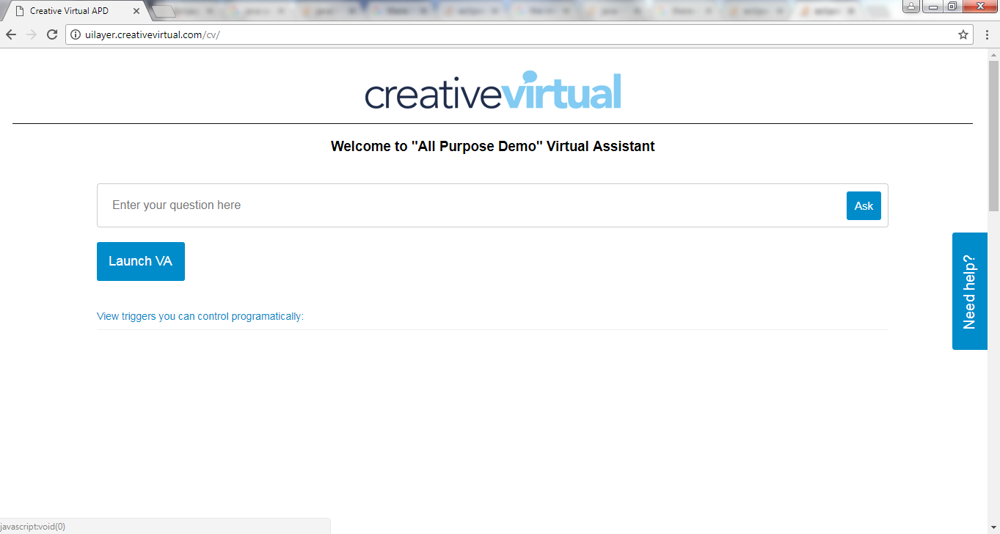 Creative Virtual APD
uilayer.creativevirtual.com/cv/
creativevirtual
Welcome to "All Purpose Demo" Virtual Assistant
Enter your question here
Ask
Launch VA
Need help?
View triggers you can control programatically:
javascript:void(0)